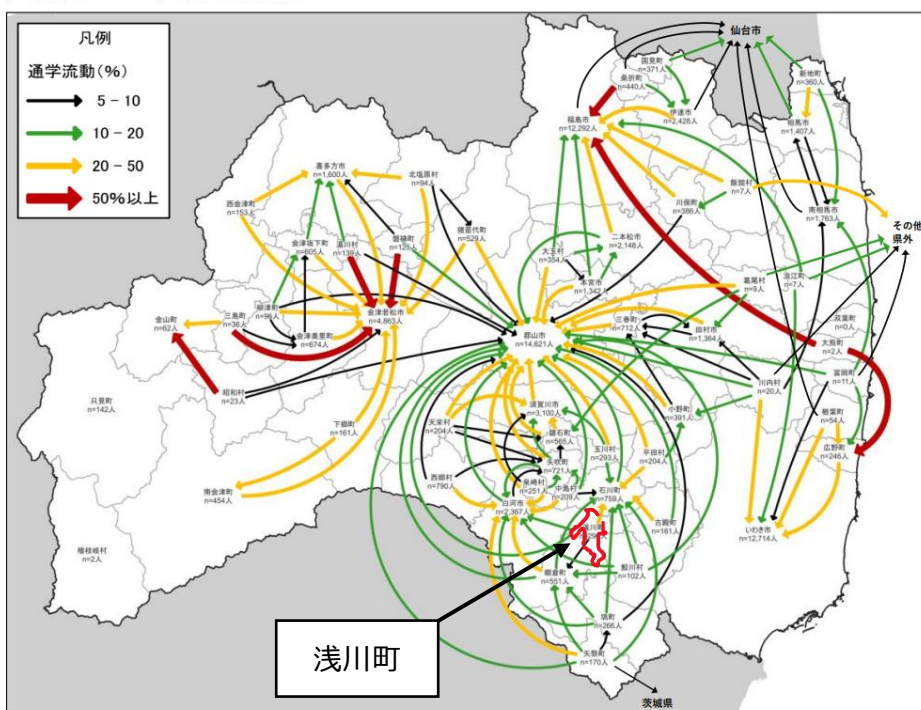 凡例
通学流動(%)
5-10
10-20
20-50
50%以上
仙台市
国見町
n=371人
桑折町
n=440人
伊達市
n=2,428人
新地町
n=360人
相馬市
n=1,407人
福島市
n=12,292人
喜多方市
n=1,600人
北塩原村
n=94人
飯舘村
n=7人
西会津町
n=153人
川俣町
n=386人
南相馬市
n=1,763人
猪苗代町
n=529人
その他
県外
会津坂下町
n=605人
湯川村
n=139人
磐梯町
二本松市
n=2,148人
大玉村
n=354人
本宮市
n=1,342人
葛尾村
n=9人
浪江町
n=7人
柳津町
n=96人
三島町
n=36人
金山町
n=62人
会津若松市
n=4,863人
会津美里町
n=674人
郡山市
n=14,621人
三春町
n=712人
田村市
n=1,364人
双葉町
n=0人
大熊町
n=2人
富岡町
n=11人
川内村
n=20人
昭和村
n=23人
只見町
n=142人
楢葉町
n=54人
広野町
n=246人
下郷町
n=161人
須賀川市
n=3,100人
小野町
n=391人
天栄村
n=204人
鏡石町
n=565人
矢吹町
n=721人
玉川村
n=293人
平田村
n=204人
西郷村
n=790人
泉崎村
n=251人
中島村
n=209人
石川町
n=759人
南会津町
n=454人
白河市
n=2,367人
古殿町
n=161人
いわき市
n=12,714人
檜枝岐村
n=2人
棚倉町
n=551人
鮫川村
n=102人
塙町
n=266人
浅川町
矢祭町
n=170人
茨城県